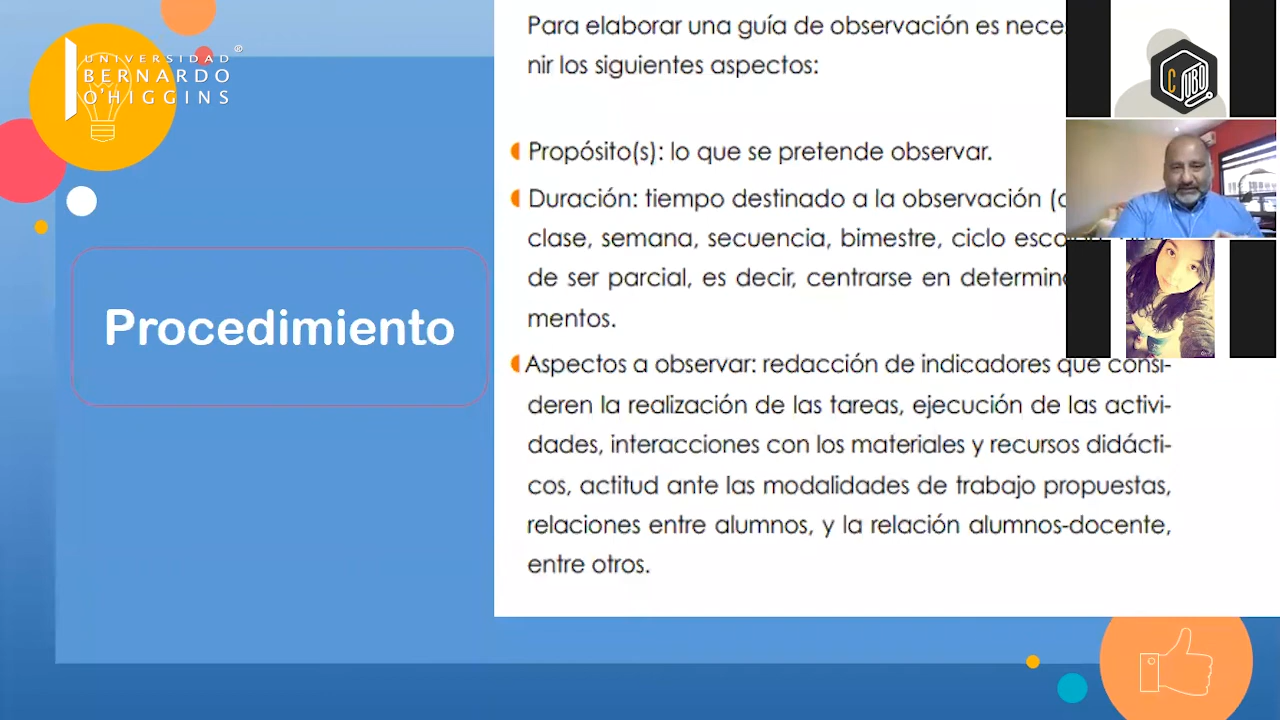 UNIVERSIDAD
BERNARDO
O'HIGGINS
®
Procedimiento
Para elaborar una guía de observación es
nir los siguientes aspectos:
Propósito(s): lo que se pretende observar.
Duración: tiempo destinado a la observación
clase, semana, secuencia, bimestre, ciclo
de ser parcial, es decir, centrarse en
mentos.
Aspectos a observar: redacción de indicadores que consi-
deren la realización de las tareas, ejecución de las activi-
dades, interacciones con los materiales y recursos didácti-
cos, actitud ante las modalidades de trabajo propuestas,
relaciones entre alumnos, y la relación alumnos-docente,
entre otros.
CUBO